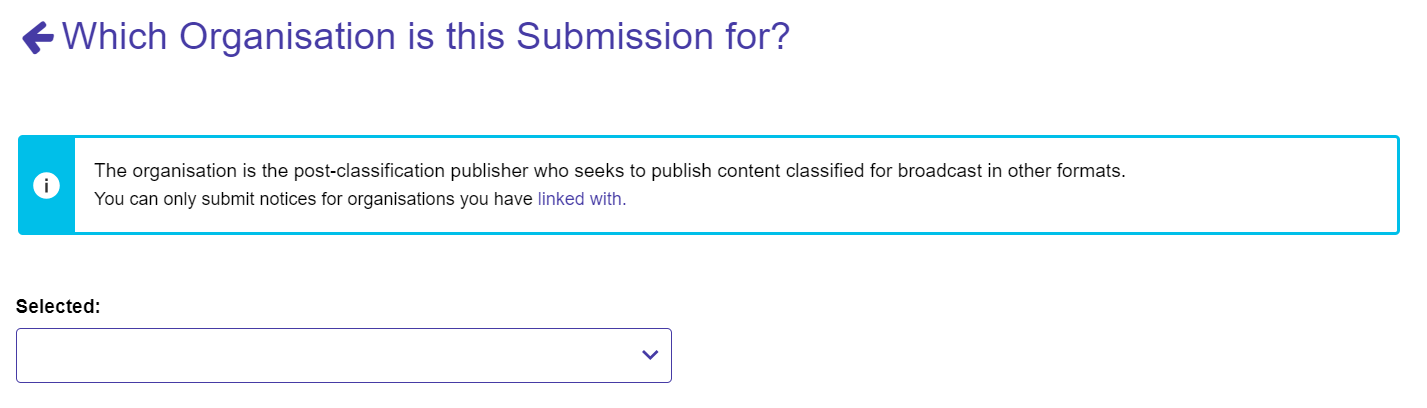 Which Organisation is this Submission for?
The organisation is the post-classification publisher who seeks to publish content classified for broadcast in other formats.
You can only submit notices for organisations you have linked with.
Selected: